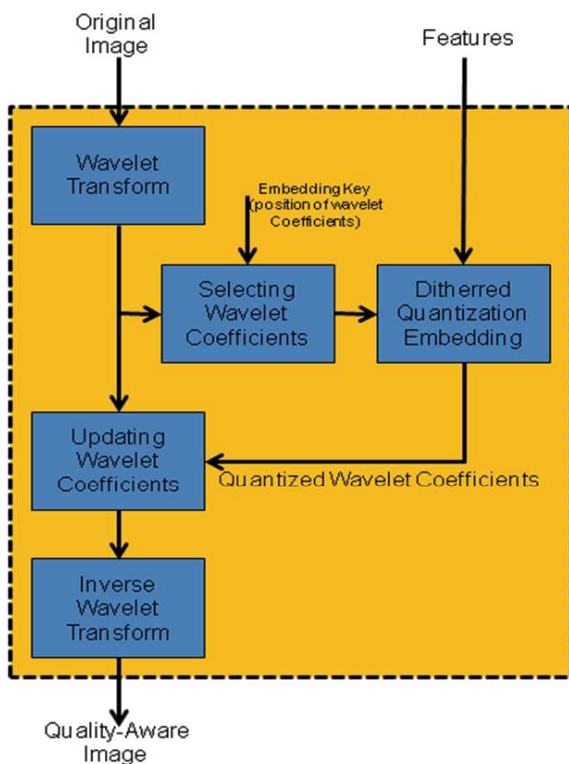 Original
Image
Features
Wavelet
Transform
Embedding Key
(position of wavelet
Coefficients)
Selecting
Wavelet
Coefficients
Ditherred
Quantization
Embedding
Updating
Wavelet
Coefficients
Quantized Wavelet Coefficients
Inverse
Wavelet
Transform
Quality-Aware
Image